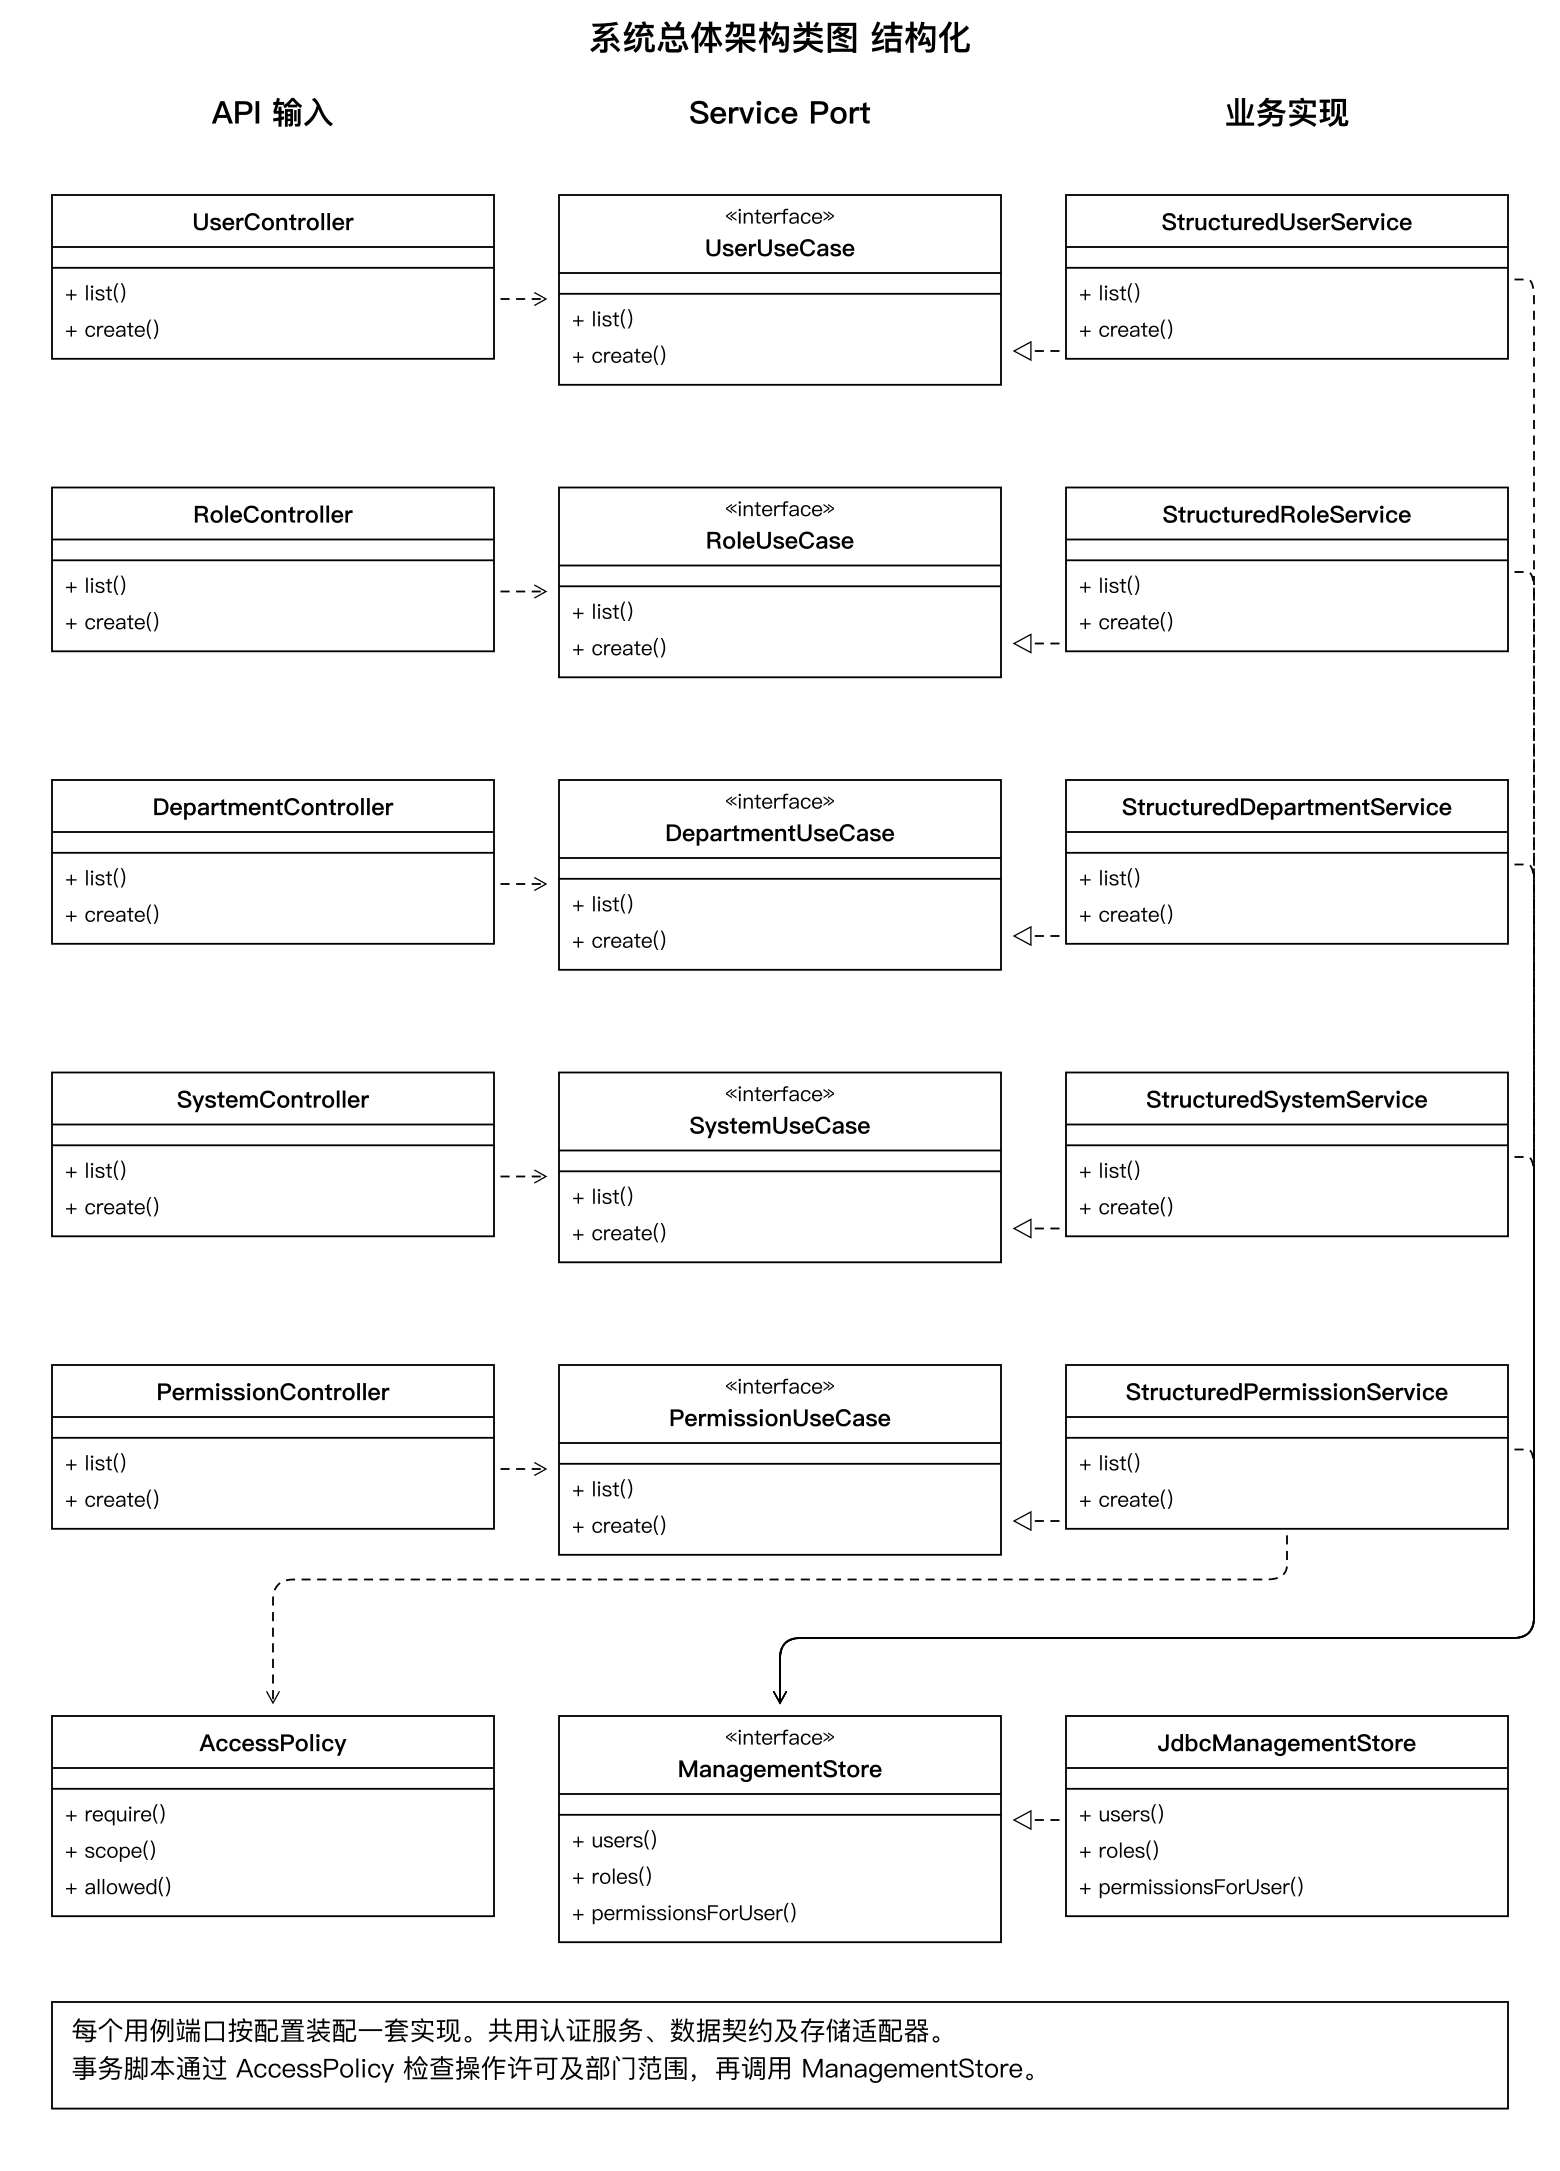 系统总体架构类图 结构化
API 输入
Service Port
业务实现
UserController
+ list()
+ create()
«interface»
UserUseCase
+ list()
+ create()
StructuredUserService
+ list()
+ create()
RoleController
+ list()
+ create()
«interface»
RoleUseCase
+ list()
+ create()
StructuredRoleService
+ list()
+ create()
DepartmentController
+ list()
+ create()
«interface»
DepartmentUseCase
+ list()
+ create()
StructuredDepartmentService
+ list()
+ create()
SystemController
+ list()
+ create()
«interface»
SystemUseCase
+ list()
+ create()
StructuredSystemService
+ list()
+ create()
PermissionController
+ list()
+ create()
«interface»
PermissionUseCase
+ list()
+ create()
StructuredPermissionService
+ list()
+ create()
AccessPolicy
+ require()
+ scope()
+ allowed()
«interface»
ManagementStore
+ users()
+ roles()
+ permissionsForUser()
JdbcManagementStore
+ users()
+ roles()
+ permissionsForUser()
每个用例端口按配置装配一套实现。共用认证服务、数据契约及存储适配器。
事务脚本通过 AccessPolicy 检查操作许可及部门范围，再调用 ManagementStore。